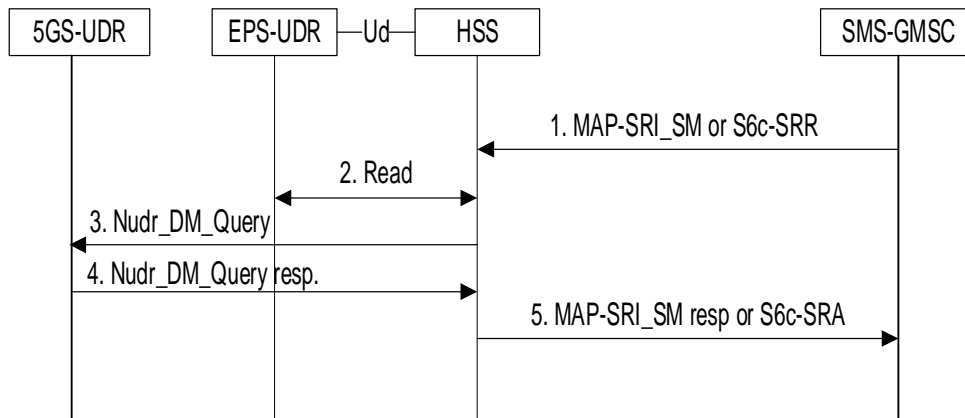 5GS-UDR
EPS-UDR
Ud
HSS
SMS-GMSC
1. MAP-SRI_SM or S6c-SRR
2. Read
3. Nudr_DM_Query
4. Nudr_DM_Query resp.
5. MAP-SRI_SM resp or S6c-SRA